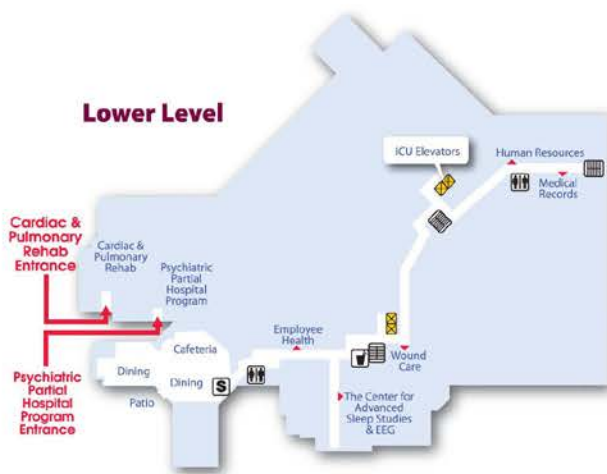 Lower Level
ICU Elevators
Human Resources
Medical
Records
Cardiac &
Pulmonary
Rehab
Entrance
Cardiac &
Pulmonary
Rehab
Psychiatric
Partial
Hospital
Program
Employee
Health
Cafeteria
Wound
Care
Dining
Dining
S
Patio
Psychiatric
Partial
Hospital
Program
Entrance
The Center for
Advanced
Sleep Studies
& EEG